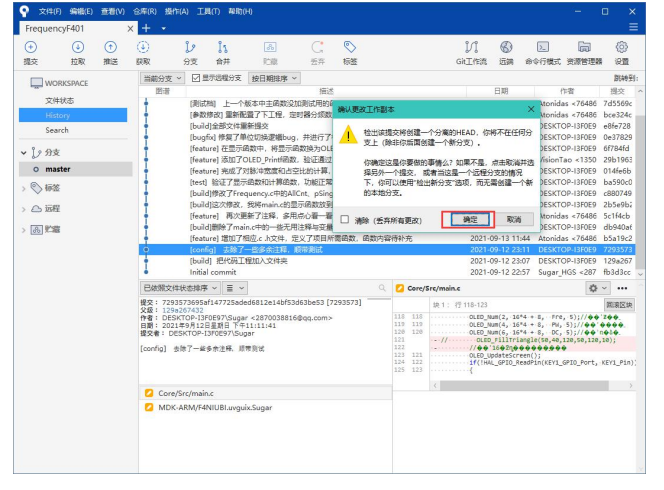 文件(F) 编辑(E) 查看(V) 仓库(R) 操作(A) 工具(T) 帮助(H)
FrequencyF401
提交 拉取 推送 获取 分支 合并 贮藏 丢弃 标签 Git工作流 远端 命令行模式 资源管理器 设置
WORKSPACE
文件状态
History
Search
分支
master
标签
远程
贮藏
当前分支 显示远程分支 按日期排序 跳转到:
图谱 描述 日期 作者 提交
[测试档] 上一个版本中主函数没加测试用的 Atonidas <76486 7d5569c
[参数修改] 重新配置了下工程、定时器分频数 Atonidas <76486 bce324c
[build]全部文件重新提交 DESKTOP-I3F0E9 e8fe728
[bugfix] 修复了单位切换逻辑bug，并进行了 DESKTOP-I3F0E9 0e37829
[feature] 在显示函数中，将显示函数换为OLE DESKTOP-I3F0E9 6f784fd
[feature] 添加了OLED_Printf函数，验证通过 VisionTao <1350 29b1963
[feature] 完成了对脉冲宽度和占空比的计算， DESKTOP-I3F0E9 014fe6b
[test] 验证了显示函数和计算函数，功能正常 DESKTOP-I3F0E9 ba590c0
[build]修改了Frequency.c中的AllCnt、pSing DESKTOP-I3F0E9 c880749
[build]这次修改，我将main.c的显示函数放到 DESKTOP-I3F0E9 2b5e9b2
[feature] 再次更新了注释，多用点心看一看 Atonidas <76486 5c1f4cb
[build]删除了main.c中的一些无用注释与变量 DESKTOP-I3F0E9 db940a6
[feature] 增加了相应.c .h文件，定义了项目所需函数，函数内容待补充 2021-09-13 11:44 Atonidas <76486 b5a19c2
[config] 去除了一些多余注释，顺带测试 2021-09-12 23:11 DESKTOP-I3F0E9 7293573
[build] 把代码工程加入文件夹 2021-09-12 23:07 DESKTOP-I3F0E9 129a267
Initial commit 2021-09-12 22:57 Sugar_HGS <287 fb3d3cc
确认更改工作副本
检出该提交将创建一个分离的HEAD，你将不在任何分
支上（除非你后面创建一个新分支）。
你确定这是你要做的事情么？如果不是，点击取消并选
择另外一个提交，或者当这是一个远程分支的情况
下，你可以使用"检出新分支"选项，而无需创建一个新
的本地分支。
清除（丢弃所有更改）
确定 取消
已依照文件状态排序
提交： 7293573695af147725aded6812e14bf53d63be53 [7293573]
父级： 129a267432
作者： DESKTOP-I3F0E97\Sugar <2870038816@qq.com>
日期： 2021年9月12日星期日 下午11:11:41
提交者： DESKTOP-I3F0E97\Sugar
[config] 去除了一些多余注释，顺带测试
Core/Src/main.c
MDK-ARM/F4NIUBI.uvguix.Sugar
Core/Src/main.c
块 1： 行 118-123 回滚区块
118 118 OLED_Num(2, 16*4 + 8, Fre, 5);//
119 119 OLED_Num(4, 16*4 + 8, PW, 5);//
120 120 OLED_Num(6, 16*4 + 8, DC, 5);//
121 - // OLED_FillTriangle(50,40,120,50,120,10);
122 - //
123 121 OLED_UpdateScreen();
124 122 if(!HAL_GPIO_ReadPin(KEY1_GPIO_Port, KEY1_Pin))
125 123 {